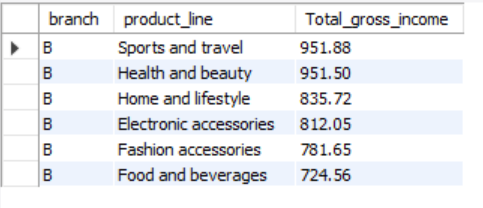 branch product_line Total_gross_income
B Sports and travel 951.88
B Health and beauty 951.50
B Home and lifestyle 835.72
B Electronic accessories 812.05
B Fashion accessories 781.65
B Food and beverages 724.56